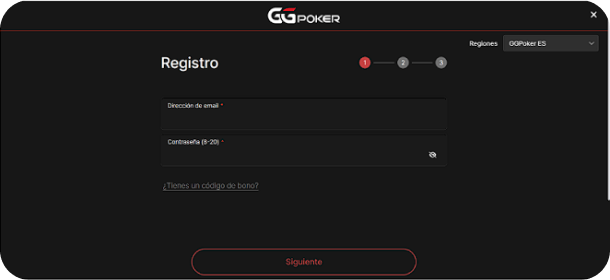 GGPOKER
×
Regiones GGPoker ES
Registro 1 2 3
Dirección de email *
Contraseña (8-20) *
¿Tienes un código de bono?
Siguiente